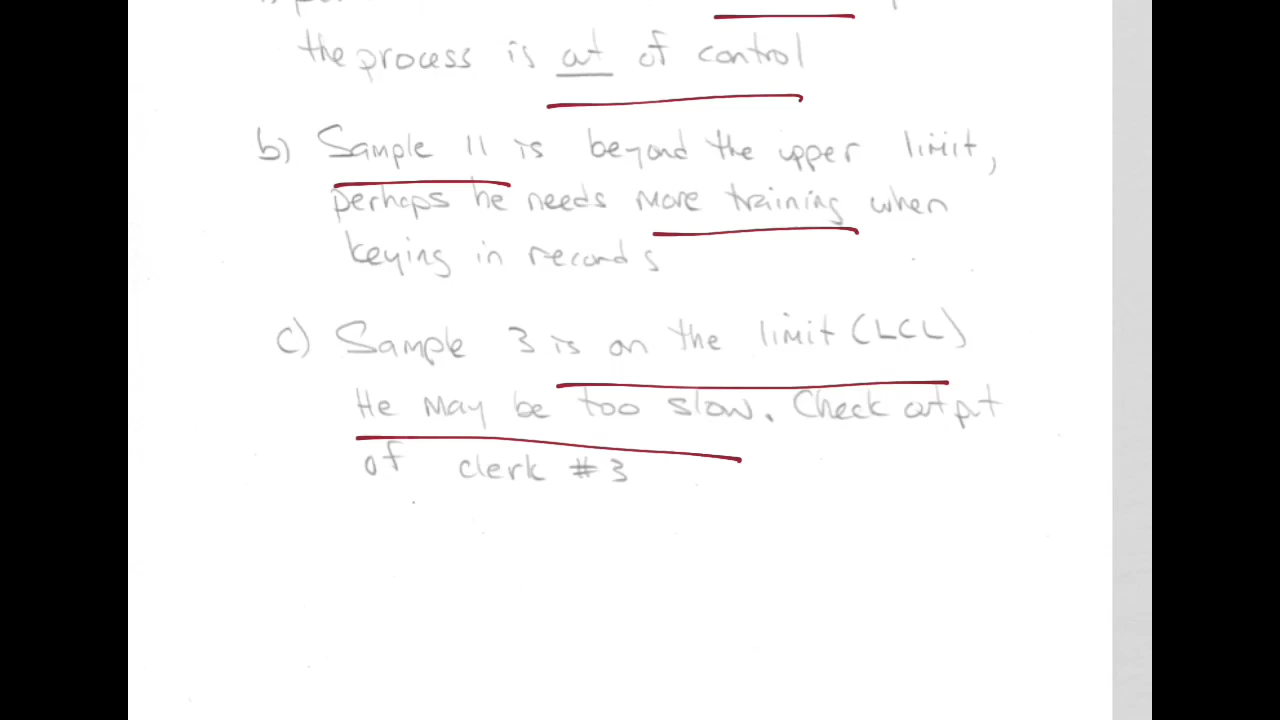 the process is out of control
b) Sample 11 is beyond the upper limit,
perhaps he needs more training when
keying in records
c) Sample 3 is on the limit (LCL)
He may be too slow. Check output
of clerk #3